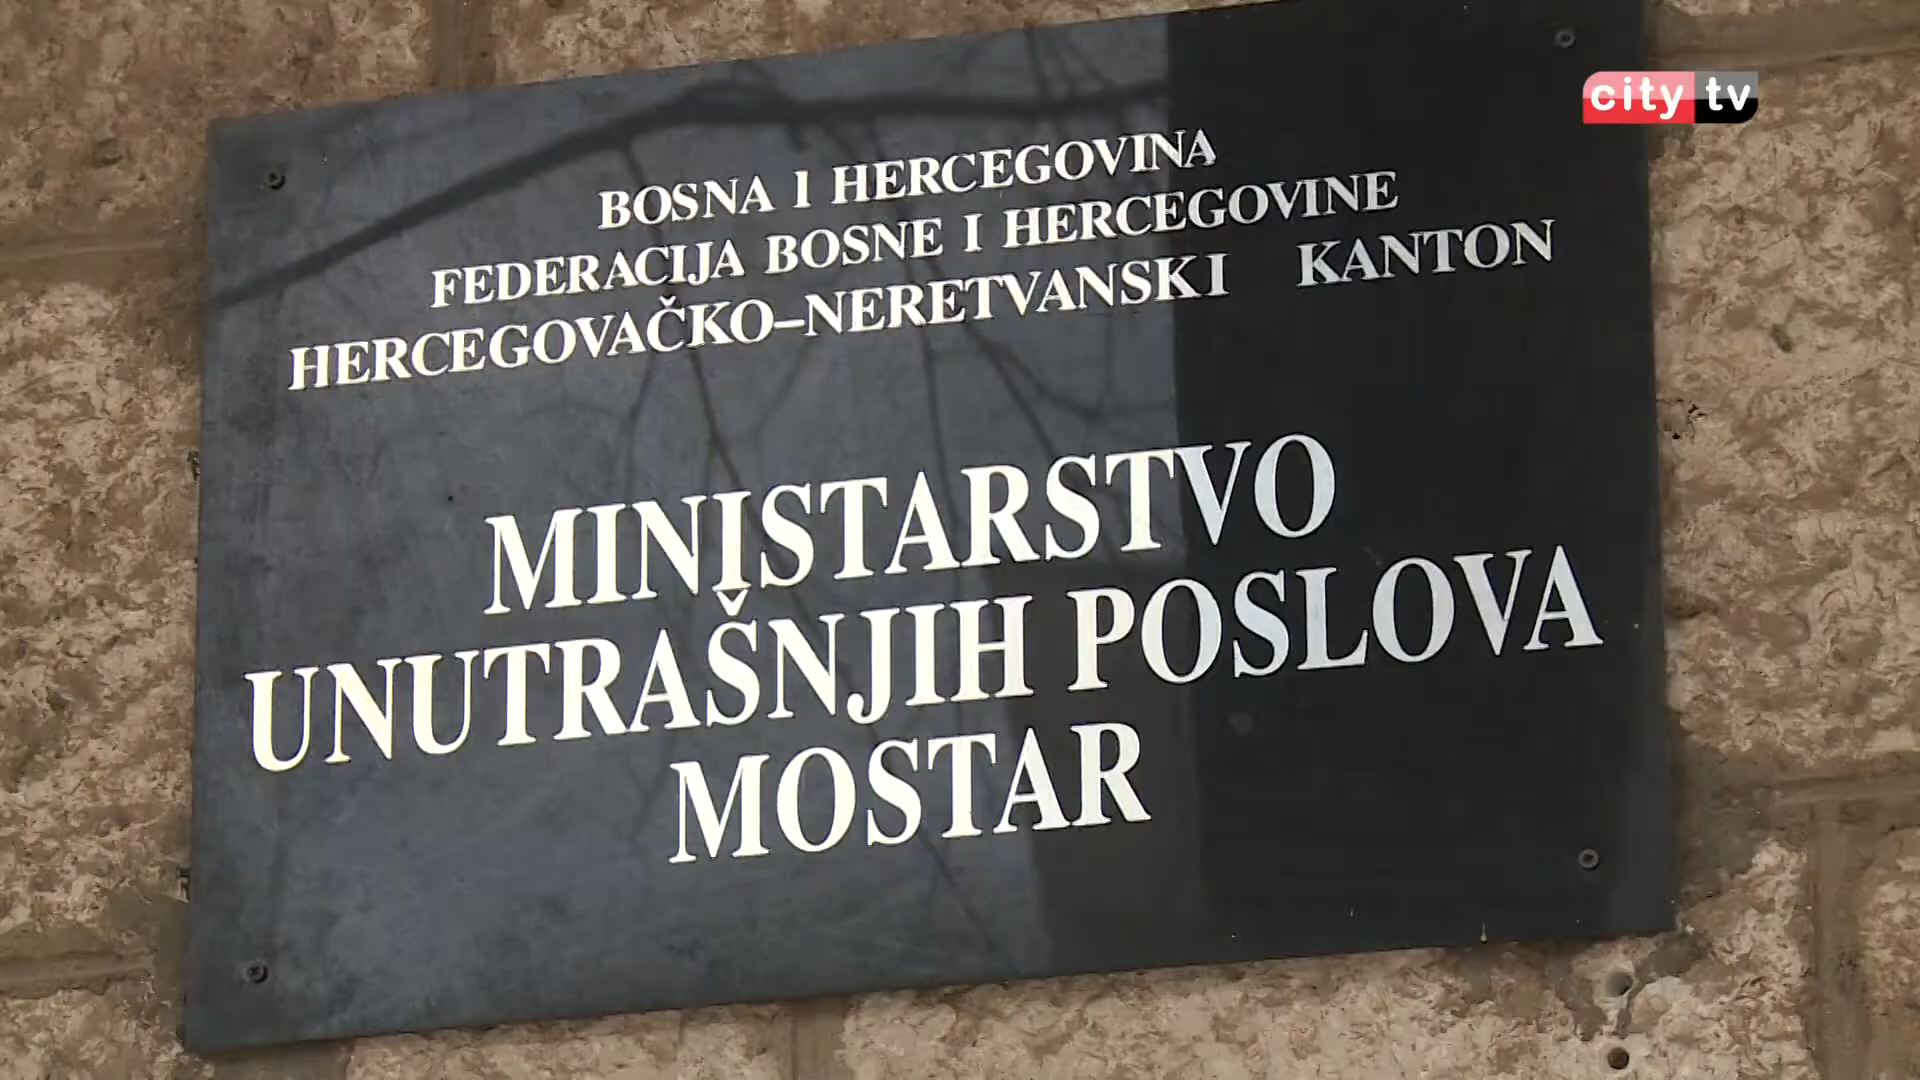 city tv
BOSNA I HERCEGOVINA
FEDERACIJA BOSNE I HERCEGOVINE
HERCEGOVAČKO–NERETVANSKI KANTON
MINISTARSTVO
UNUTRAŠNJIH POSLOVA
MOSTAR